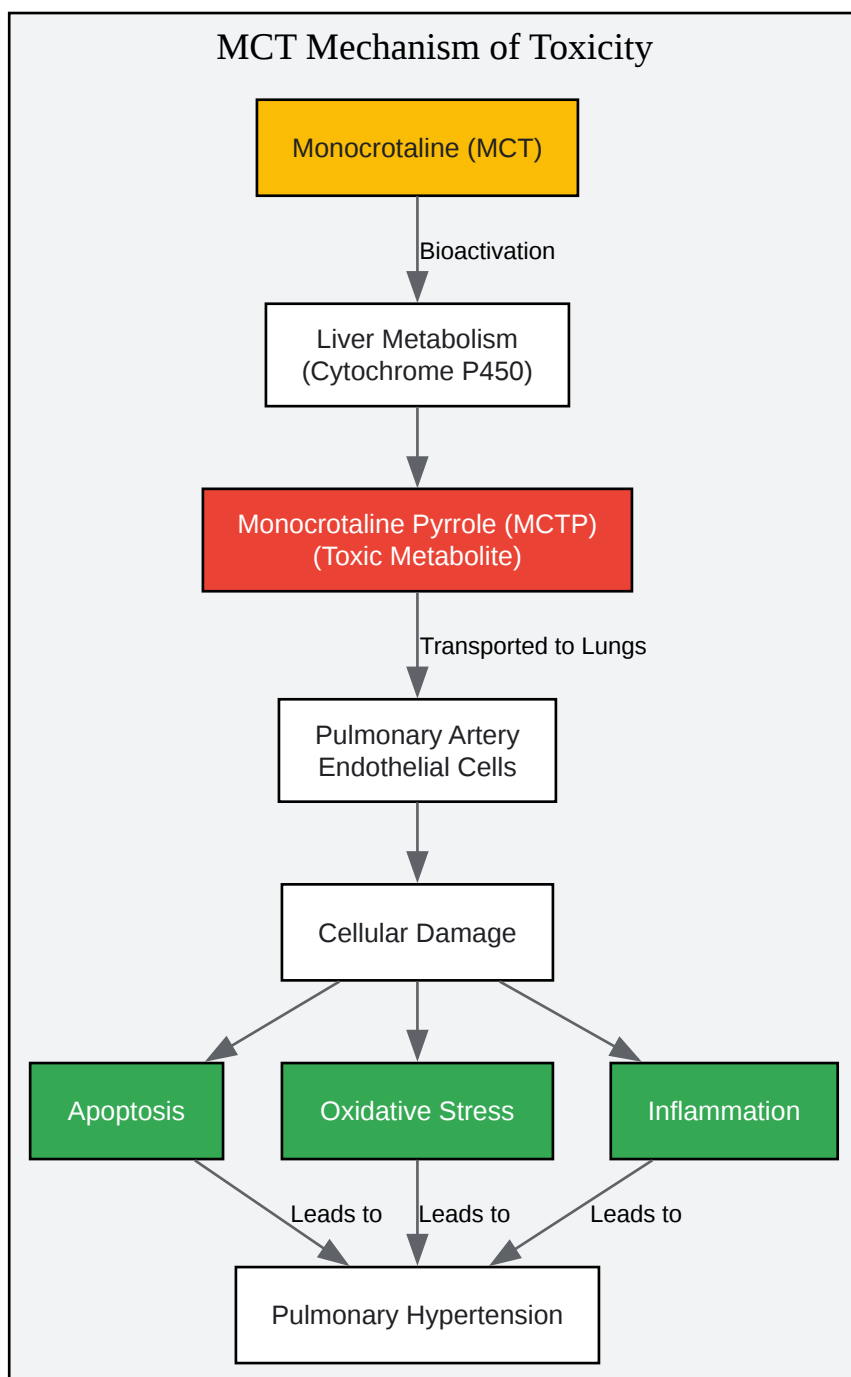 MCT Mechanism of Toxicity
Monocrotaline (MCT)
Bioactivation
Liver Metabolism
(Cytochrome P450)
Monocrotaline Pyrrole (MCTP)
(Toxic Metabolite)
Transported to Lungs
Pulmonary Artery
Endothelial Cells
Cellular Damage
Apoptosis
Oxidative Stress
Inflammation
Leads to
Leads to
Leads to
Pulmonary Hypertension